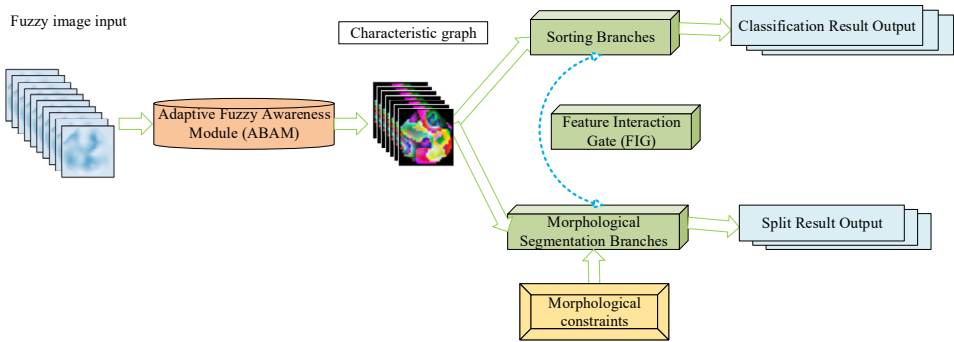 Fuzzy image input
Adaptive Fuzzy Awareness
Module (ABAM)
Characteristic graph
Sorting Branches
Classification Result Output
Feature Interaction
Gate (FIG)
Morphological
Segmentation Branches
Split Result Output
Morphological
constraints